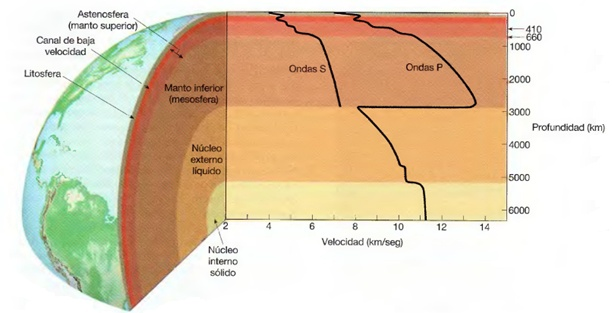 Astenosfera
(manto superior)
Canal de baja
velocidad
Litosfera
Manto inferior
(mesosfera)
Núcleo
externo
líquido
Núcleo
interno
sólido
Ondas S
Ondas P
0
410
660
1000
2000
3000
4000
5000
6000
Profundidad (km)
2
4
6
8
10
12
14
Velocidad (km/seg)